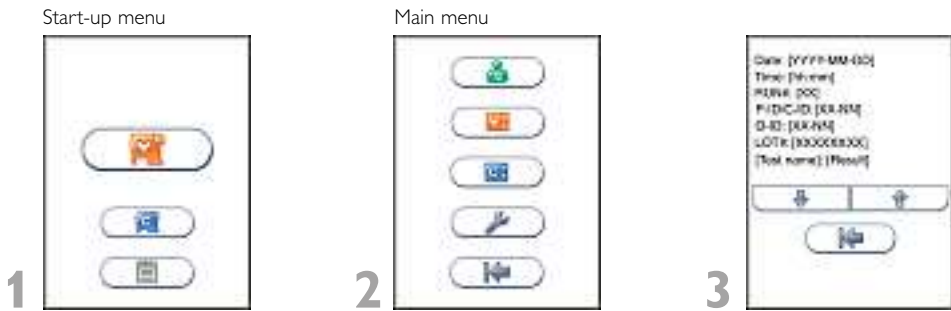 Start-up menu
Main menu
Date: [YYYY-MM-DD]
Time: [hh:mm]
RUN#: [XX]
P-ID/C-ID: [XX-NN]
O-ID: [XX-NN]
LOT#: [XXXXXXXXX]
[Test name]: [Result]
1
2
3